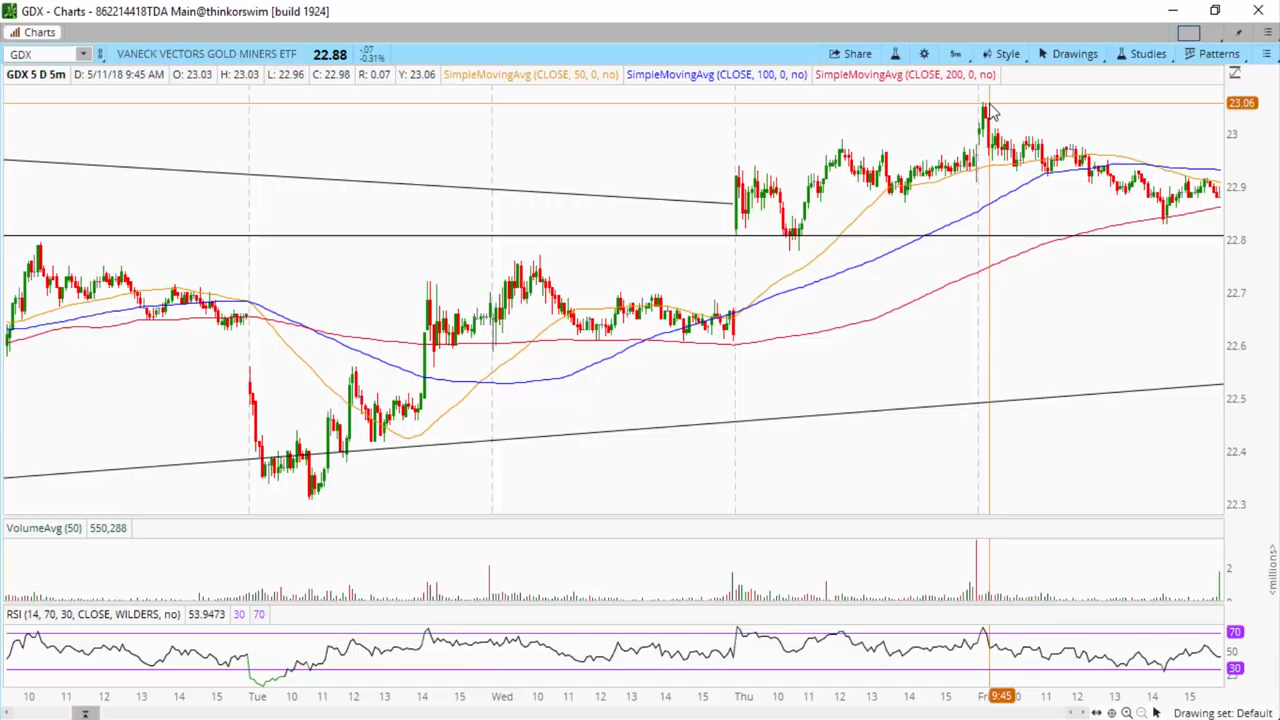 GDX - Charts - 862214418TDA Main@thinkorswim [build 1924]
Charts
GDX VANECK VECTORS GOLD MINERS ETF 22.88 -.07 -0.31% Share 5m Style Drawings Studies Patterns
GDX 5 D 5m D: 5/11/18 9:45 AM O: 23.03 H: 23.03 L: 22.96 C: 22.98 R: 0.07 Y: 23.06 SimpleMovingAvg (CLOSE, 50, 0, no) SimpleMovingAvg (CLOSE, 100, 0, no) SimpleMovingAvg (CLOSE, 200, 0, no)
23.06
23
22.9
22.8
22.7
22.6
22.5
22.4
22.3
VolumeAvg (50) 550,288
2
<millions>
RSI (14, 70, 30, CLOSE, WILDERS, no) 53.9473 30 70
70
50
30
10 11 12 13 14 15 Tue 10 11 12 13 14 15 Wed 10 11 12 13 14 15 Thu 10 11 12 13 14 15 9:45 11 12 13 14 15
Drawing set: Default